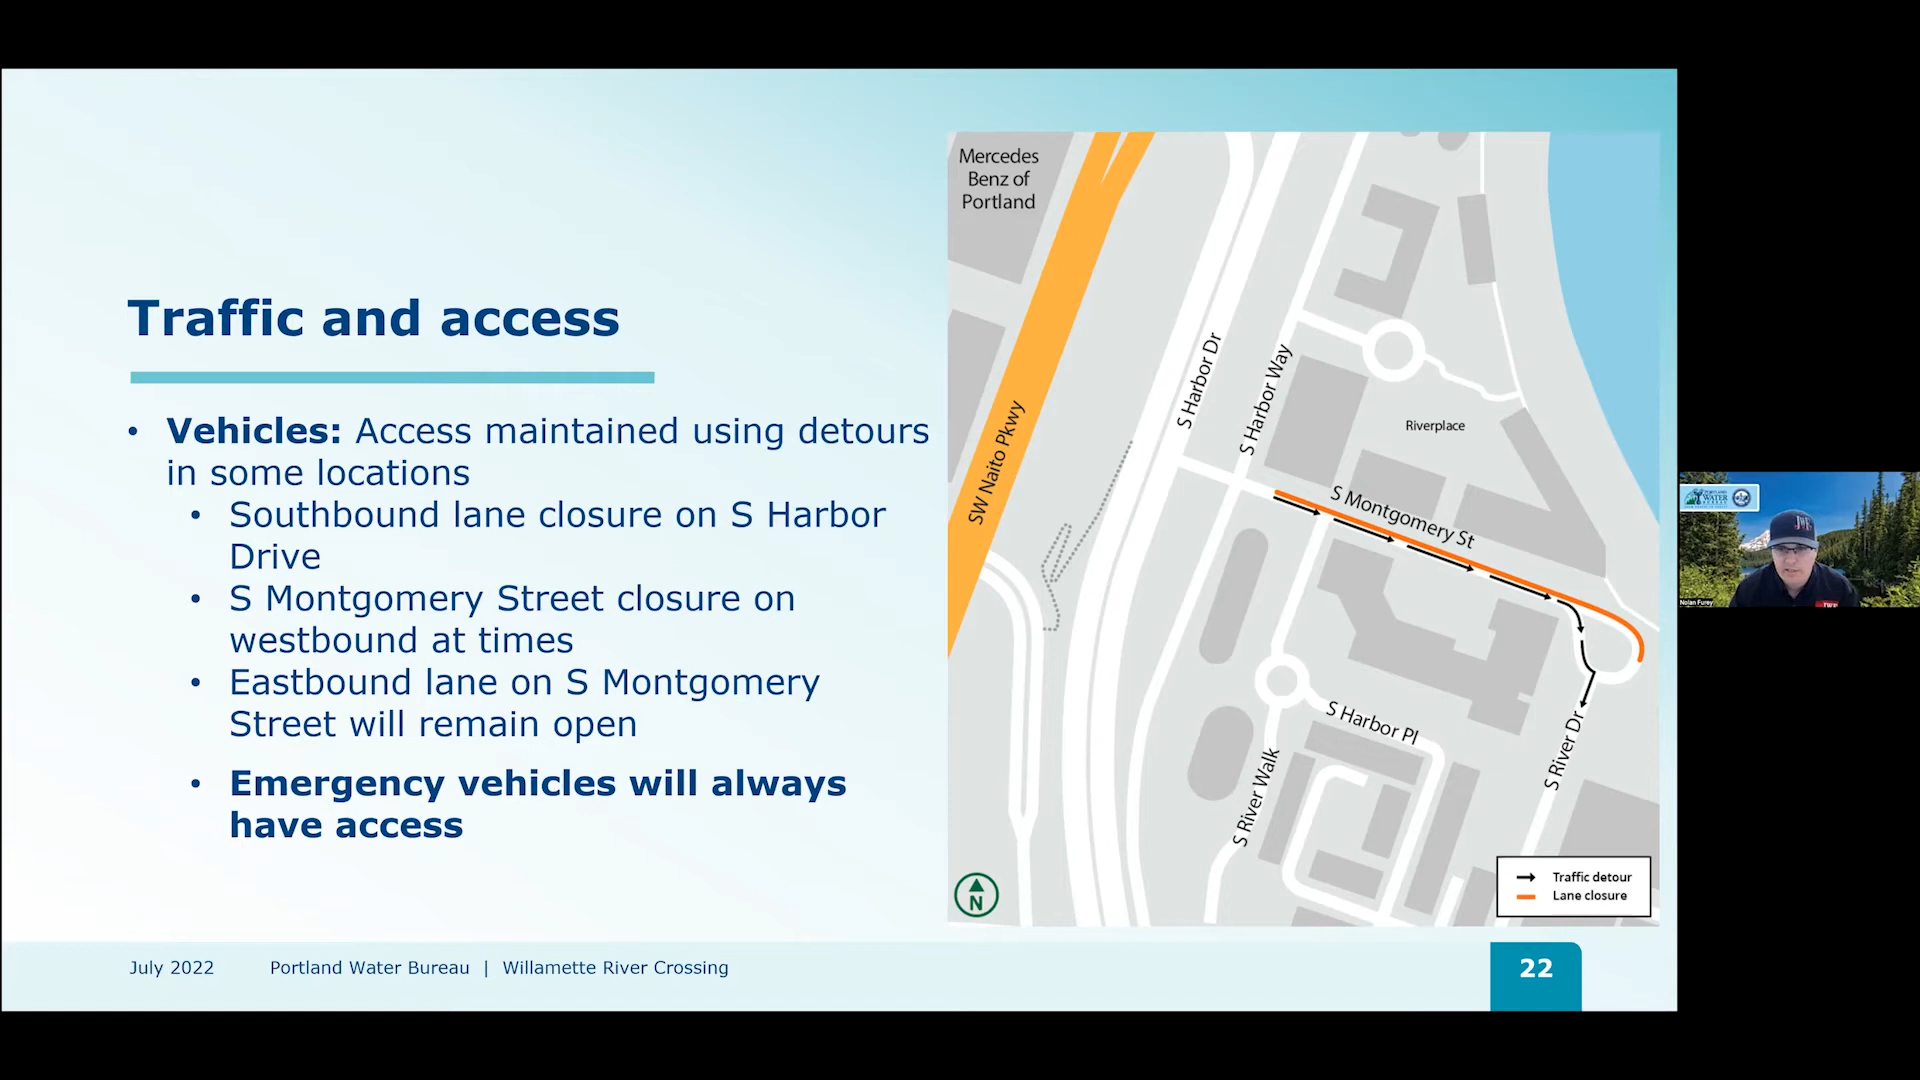 Traffic and access
• Vehicles: Access maintained using detours
in some locations
• Southbound lane closure on S Harbor
Drive
• S Montgomery Street closure on
westbound at times
• Eastbound lane on S Montgomery
Street will remain open
• Emergency vehicles will always
have access
Mercedes
Benz of
Portland
SW Naito Pkwy
S Harbor Dr
S Harbor Way
Riverplace
S Montgomery St
S Harbor Pl
S River Walk
S River Dr
N
Traffic detour
Lane closure
July 2022
Portland Water Bureau | Willamette River Crossing
22
WATER
Nolan Furey